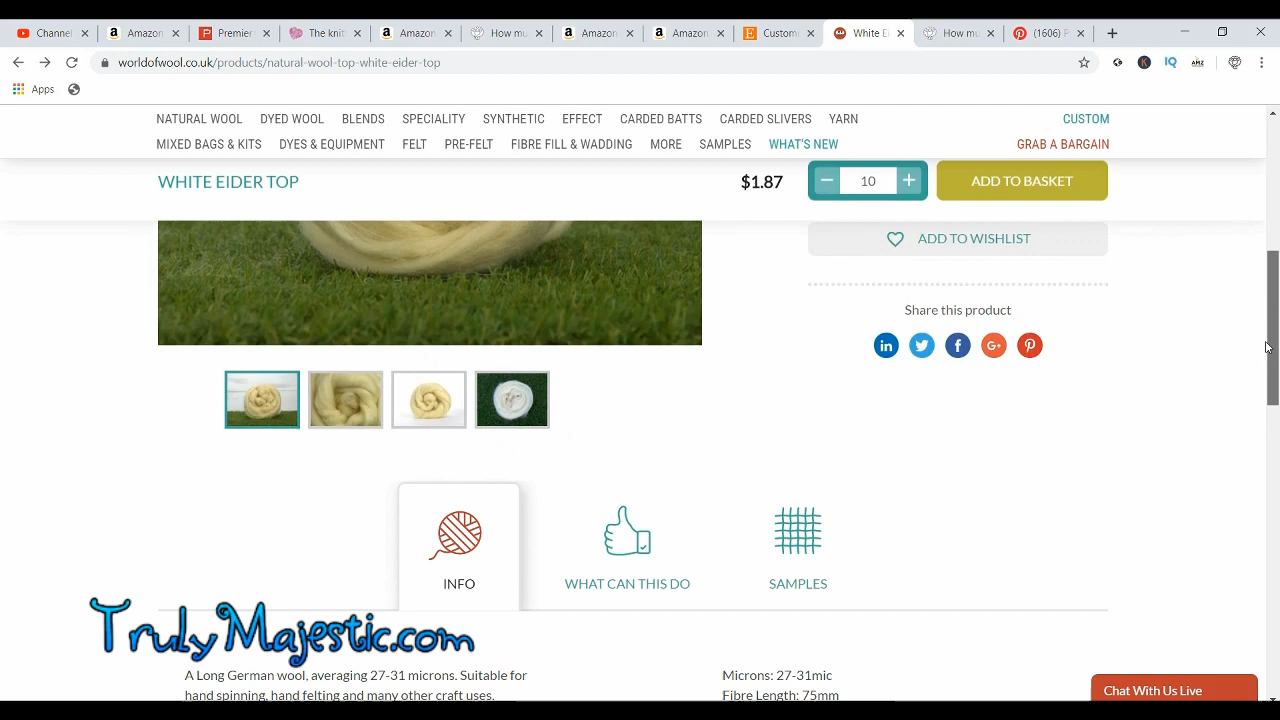 Channel
Amazon
Premier
The knit
Amazon
How mu
Amazon
Amazon
Custom
White Ei
How mu
(1606) P
worldofwool.co.uk/products/natural-wool-top-white-eider-top
Apps
NATURAL WOOL DYED WOOL BLENDS SPECIALITY SYNTHETIC EFFECT CARDED BATTS CARDED SLIVERS YARN CUSTOM
MIXED BAGS & KITS DYES & EQUIPMENT FELT PRE-FELT FIBRE FILL & WADDING MORE SAMPLES WHAT'S NEW GRAB A BARGAIN
WHITE EIDER TOP $1.87 − 10 + ADD TO BASKET
ADD TO WISHLIST
Share this product
INFO
WHAT CAN THIS DO
SAMPLES
TrulyMajestic.com
A Long German wool, averaging 27-31 microns. Suitable for
hand spinning, hand felting and many other craft uses.
Microns: 27-31mic
Fibre Length: 75mm
Chat With Us Live